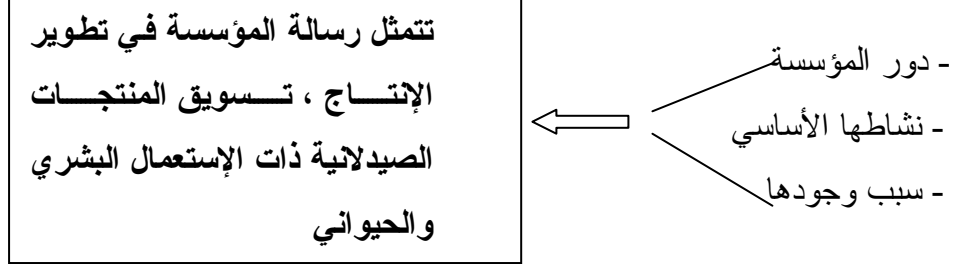 - دور المؤسسة
- نشاطها الأساسي
- سبب وجودها
تتمثل رسالة المؤسسة في تطوير
الإنتاج ، تسويق المنتجات
الصيدلانية ذات الإستعمال البشري
والحيواني